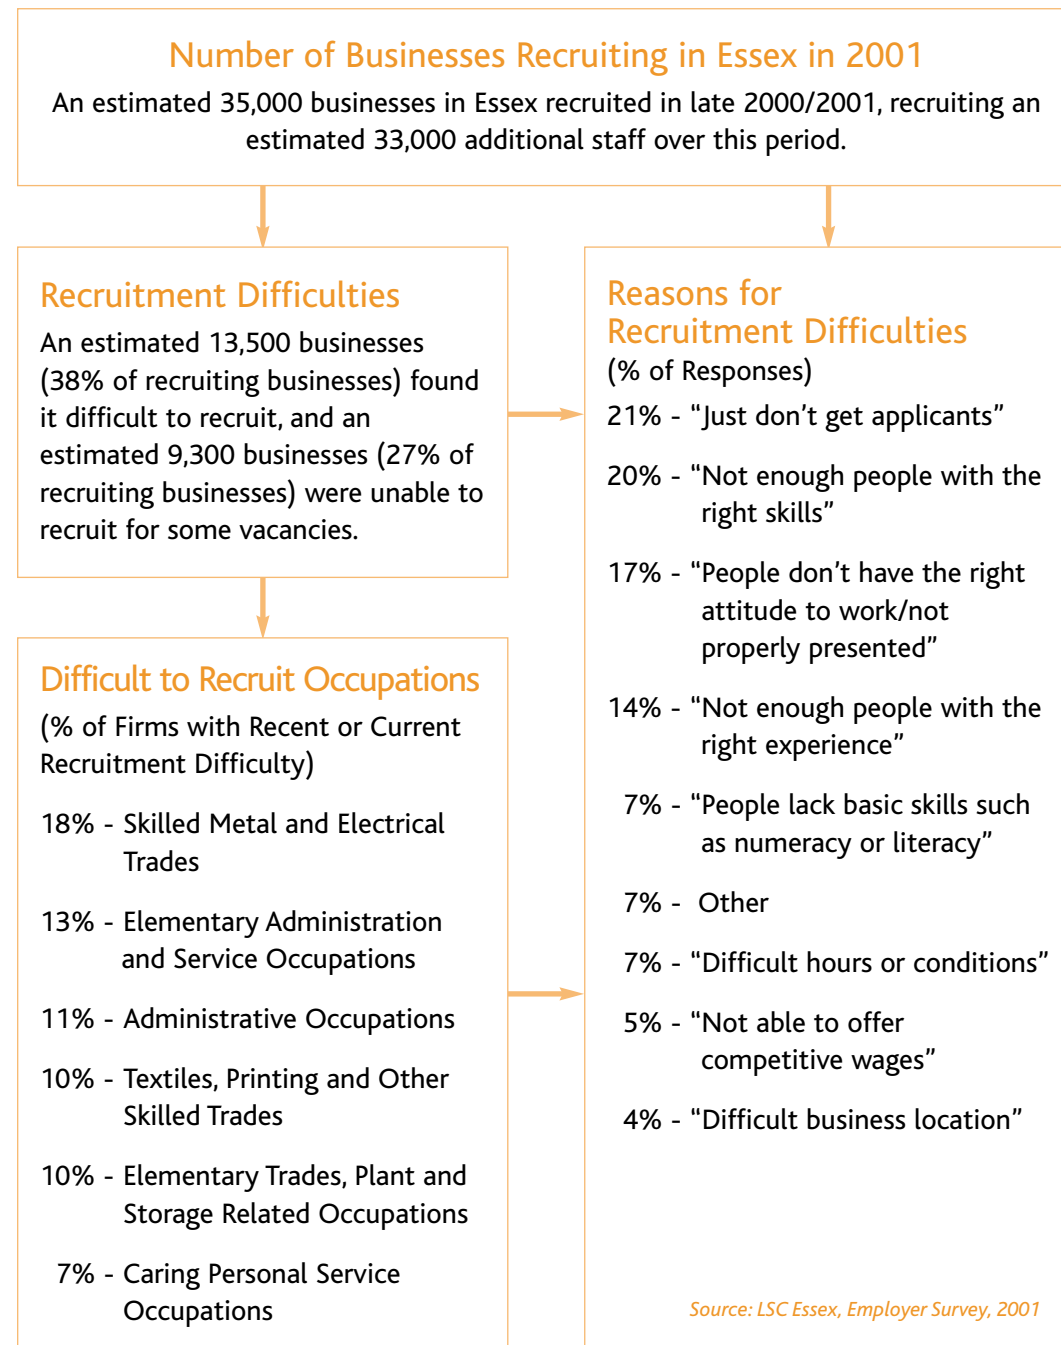 Number of Businesses Recruiting in Essex in 2001
An estimated 35,000 businesses in Essex recruited in late 2000/2001, recruiting an
estimated 33,000 additional staff over this period.
Recruitment Difficulties
An estimated 13,500 businesses
(38% of recruiting businesses) found
it difficult to recruit, and an
estimated 9,300 businesses (27% of
recruiting businesses) were unable to
recruit for some vacancies.
Difficult to Recruit Occupations
(% of Firms with Recent or Current
Recruitment Difficulty)
18% - Skilled Metal and Electrical
Trades
13% - Elementary Administration
and Service Occupations
11% - Administrative Occupations
10% - Textiles, Printing and Other
Skilled Trades
10% - Elementary Trades, Plant and
Storage Related Occupations
7% - Caring Personal Service
Occupations
Reasons for
Recruitment Difficulties
(% of Responses)
21% - “Just don’t get applicants”
20% - “Not enough people with the
right skills”
17% - “People don’t have the right
attitude to work/not
properly presented”
14% - “Not enough people with the
right experience”
7% - “People lack basic skills such
as numeracy or literacy”
7% - Other
7% - “Difficult hours or conditions”
5% - “Not able to offer
competitive wages”
4% - “Difficult business location”
Source: LSC Essex, Employer Survey, 2001